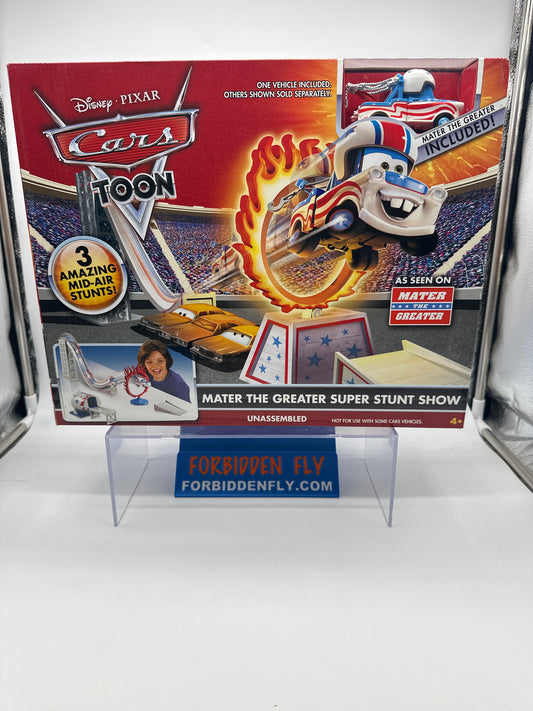 Disney · PIXAR
Cars
TOON
ONE VEHICLE INCLUDED.
OTHERS SHOWN SOLD SEPARATELY.
MATER THE GREATER
INCLUDED!
3
AMAZING
MID-AIR
STUNTS!
AS SEEN ON
MATER
THE
GREATER
MATER THE GREATER SUPER STUNT SHOW
UNASSEMBLED
NOT FOR USE WITH SOME CARS VEHICLES.
4+
FORBIDDEN FLY
FORBIDDENFLY.COM